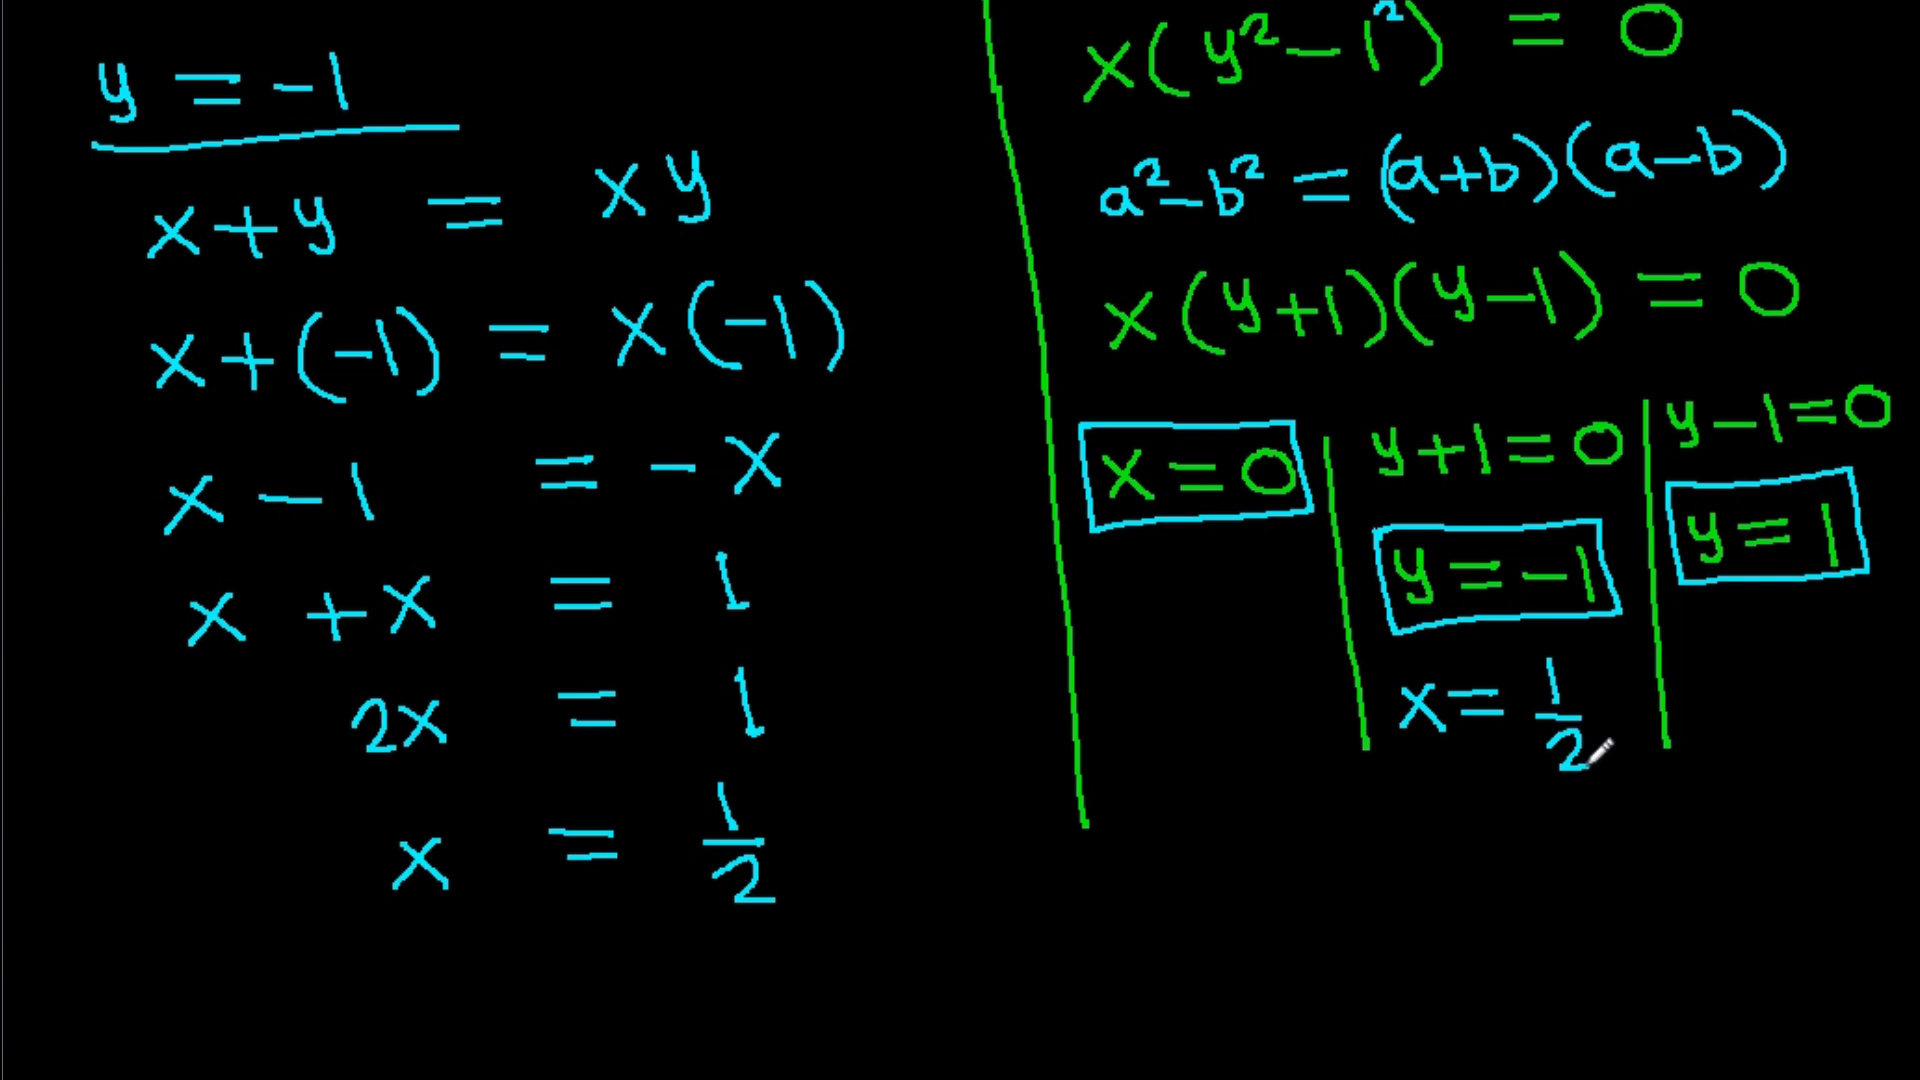 y = -1
x + y = xy
x + (-1) = x(-1)
x - 1 = - x
x + x = 1
2x = 1
x = 1/2
x(y² - 1²) = 0
a² - b² = (a+b)(a-b)
x(y+1)(y-1) = 0
x = 0
y + 1 = 0
y = -1
x = 1/2
y - 1 = 0
y = 1